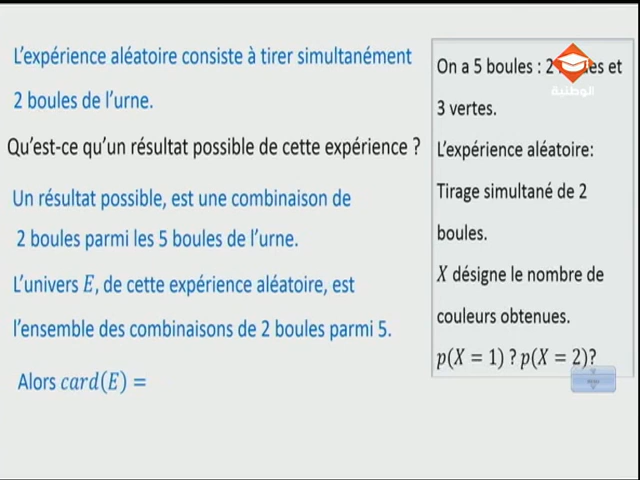 L'expérience aléatoire consiste à tirer simultanément
2 boules de l'urne.
Qu'est-ce qu'un résultat possible de cette expérience ?
Un résultat possible, est une combinaison de
2 boules parmi les 5 boules de l'urne.
L'univers E, de cette expérience aléatoire, est
l'ensemble des combinaisons de 2 boules parmi 5.
Alors card(E) =
On a 5 boules : 2 et
3 vertes.
L'expérience aléatoire:
Tirage simultané de 2
boules.
X désigne le nombre de
couleurs obtenues.
p(X = 1) ? p(X = 2)?
الوطنية